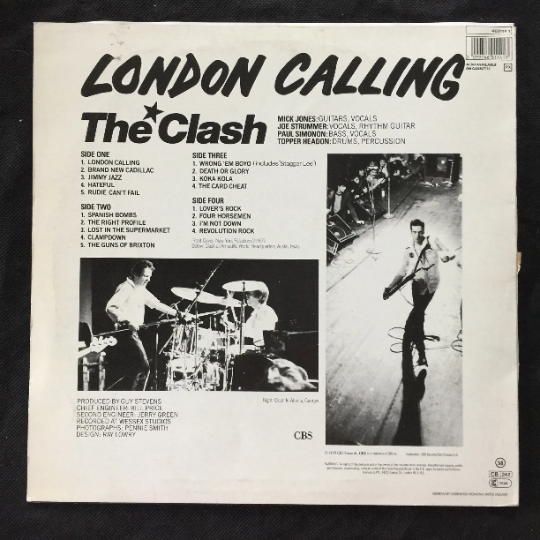 LONDON CALLING
The Clash
MICK JONES: GUITARS, VOCALS
JOE STRUMMER: VOCALS, RHYTHM GUITAR
PAUL SIMONON: BASS, VOCALS
TOPPER HEADON: DRUMS, PERCUSSION
SIDE ONE
1. LONDON CALLING
2. BRAND NEW CADILLAC
3. JIMMY JAZZ
4. HATEFUL
5. RUDIE CAN'T FAIL
SIDE TWO
1. SPANISH BOMBS
2. THE RIGHT PROFILE
3. LOST IN THE SUPERMARKET
4. CLAMPDOWN
5. THE GUNS OF BRIXTON
SIDE THREE
1. WRONG 'EM BOYO (includes 'Stagger Lee')
2. DEATH OR GLORY
3. KOKA KOLA
4. THE CARD CHEAT
SIDE FOUR
1. LOVER'S ROCK
2. FOUR HORSEMEN
3. I'M NOT DOWN
4. REVOLUTION ROCK
PRODUCED BY GUY STEVENS
CHIEF ENGINEER: BILL PRICE
SECOND ENGINEER: JERRY GREEN
RECORDED AT WESSEX STUDIOS
PHOTOGRAPHS: PENNIE SMITH
DESIGN: RAY LOWRY
CBS